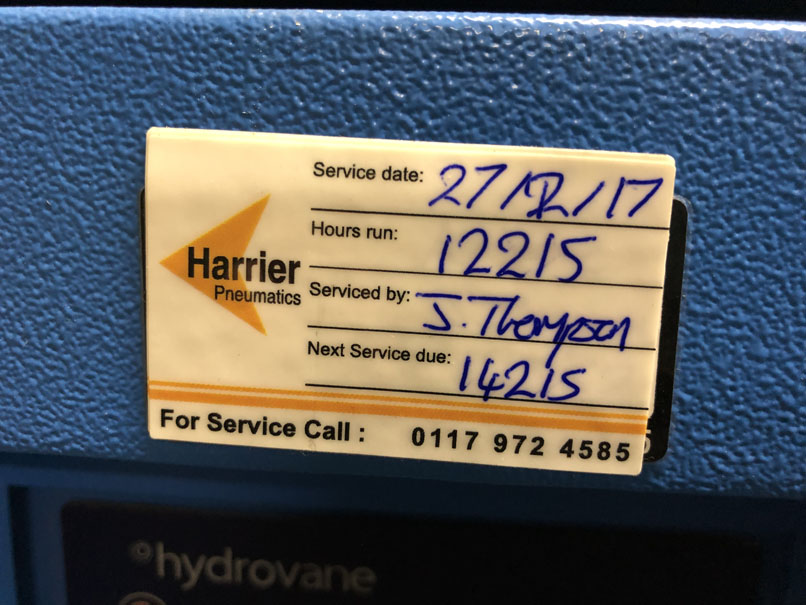 Service date: 27/12/17
Hours run: 12215
Harrier
Pneumatics
Serviced by: J. Thompson
Next Service due: 14215
For Service Call : 0117 972 4585
hydrovane